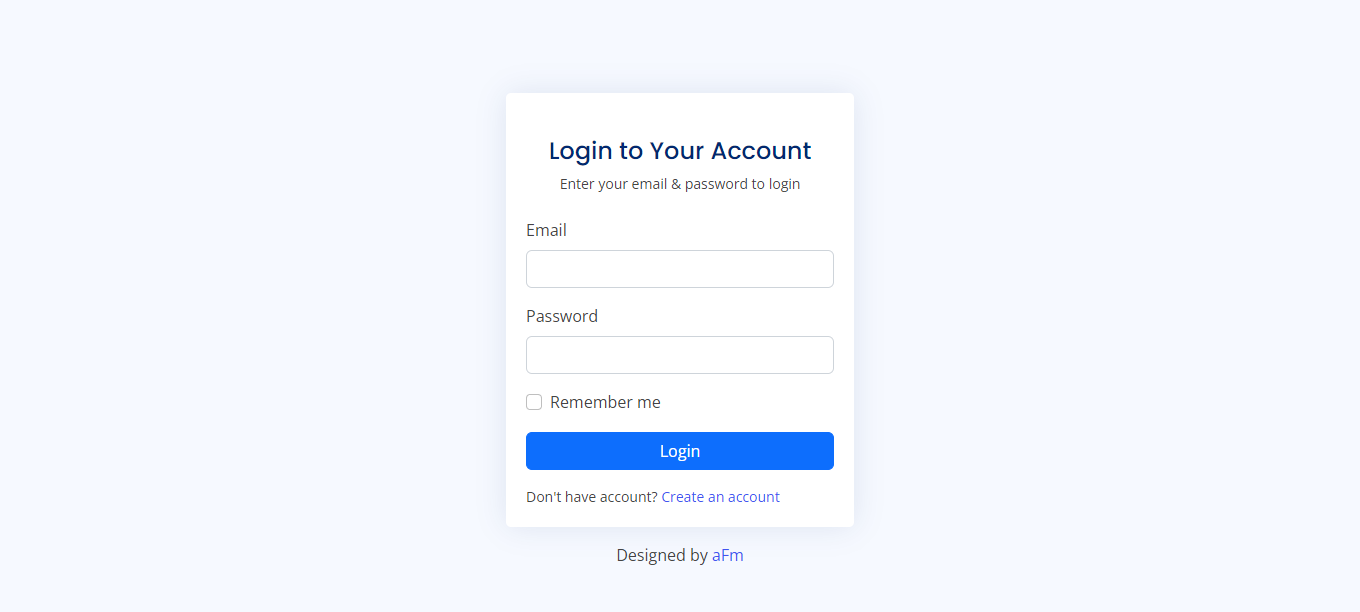 Login to Your Account
Enter your email & password to login
Email
Password
Remember me
Login
Don't have account? Create an account
Designed by aFm